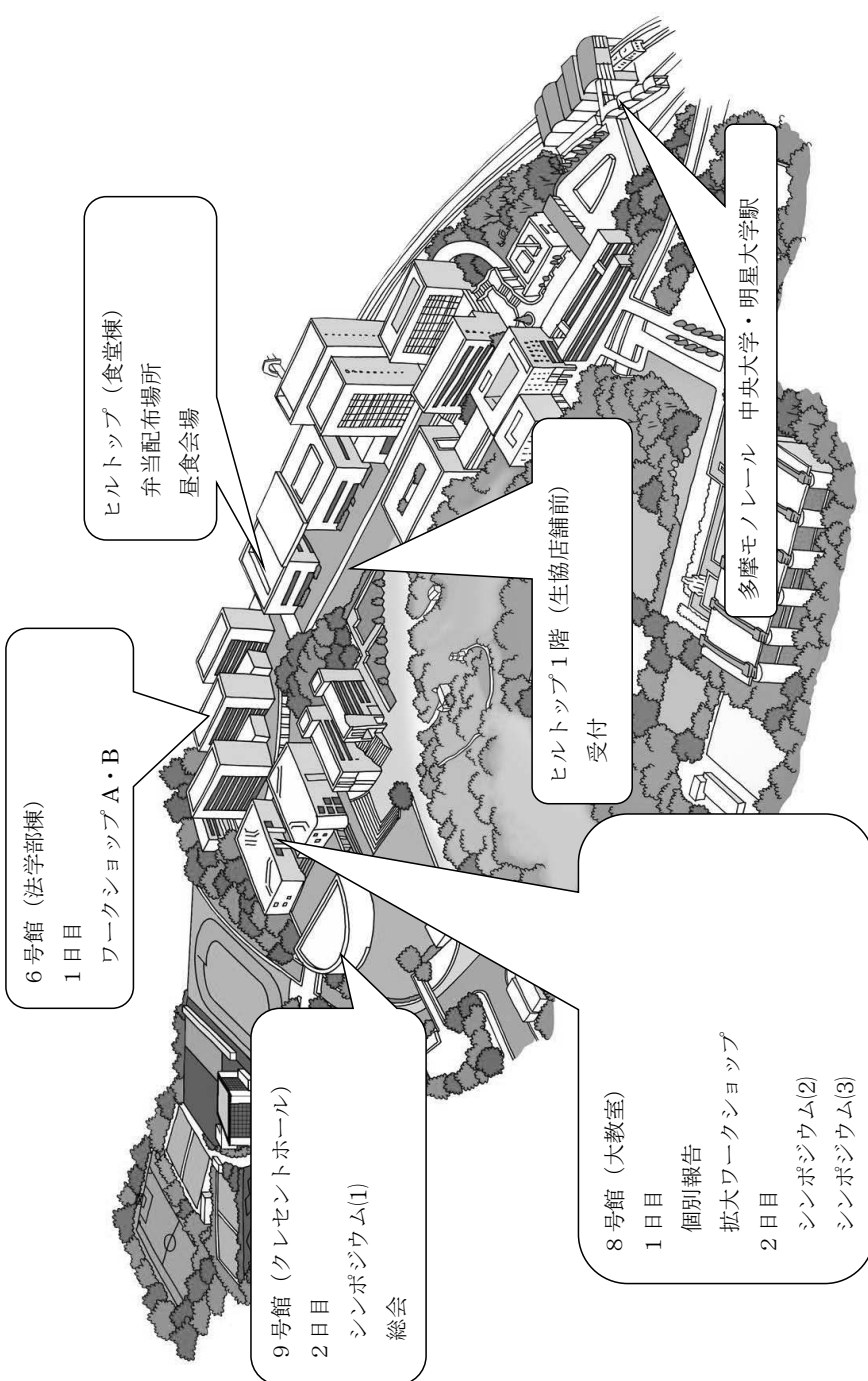 6号館（法学部棟）
1日目
ワークショップ A・B
ヒルトップ（食堂棟）
弁当配布場所
昼食会場
9号館（クレセントホール）
2日目
シンポジウム(1)
総会
8号館（大教室）
1日目
個別報告
拡大ワークショップ
2日目
シンポジウム(2)
シンポジウム(3)
ヒルトップ1階（生協店舗前）
受付
多摩モノレール 中央大学・明星大学駅